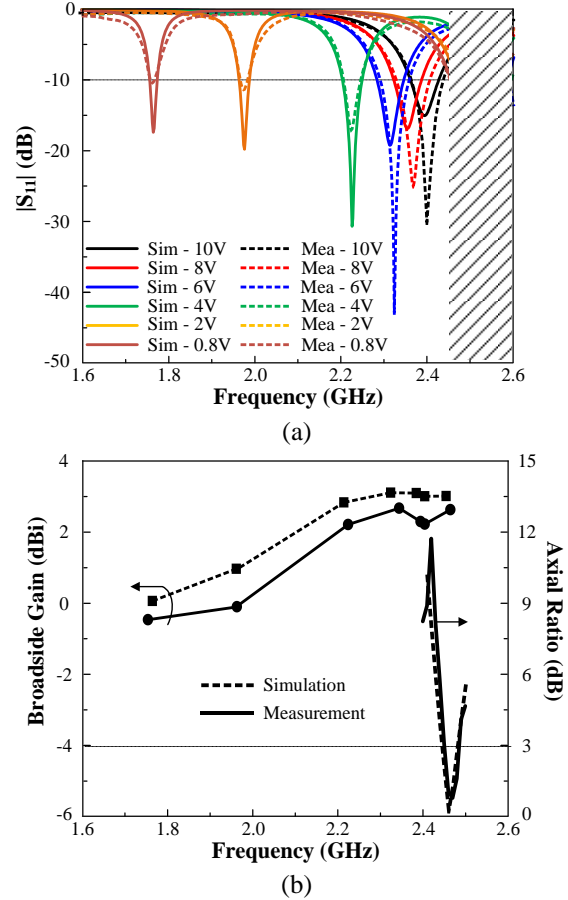 0
-10
-20
-30
-40
-50
|S11| (dB)
Sim - 10V Mea - 10V
Sim - 8V Mea - 8V
Sim - 6V Mea - 6V
Sim - 4V Mea - 4V
Sim - 2V Mea - 2V
Sim - 0.8V Mea - 0.8V
1.6 1.8 2.0 2.2 2.4 2.6
Frequency (GHz)
(a)
4
2
0
-2
-4
-6
Broadside Gain (dBi)
15
12
9
6
3
0
Axial Ratio (dB)
Simulation
Measurement
1.6 1.8 2.0 2.2 2.4 2.6
Frequency (GHz)
(b)